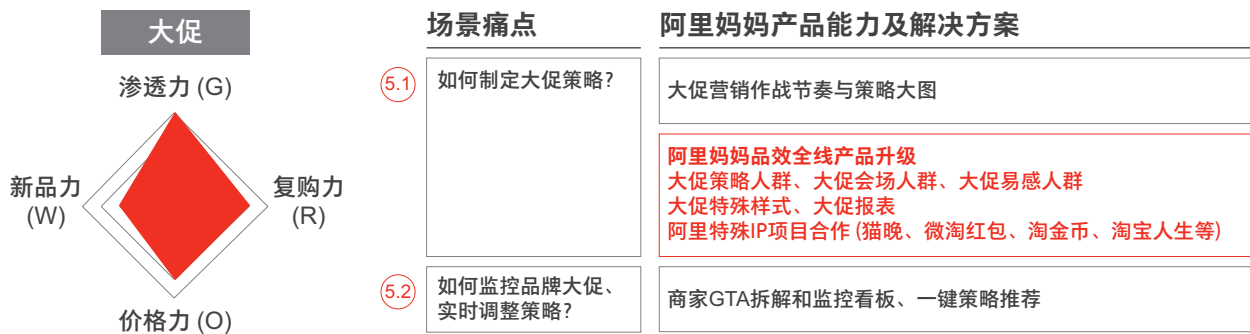 大促
渗透力 (G)
新品力
(W)
复购力
(R)
价格力 (O)
场景痛点
阿里妈妈产品能力及解决方案
5.1
如何制定大促策略?
大促营销作战节奏与策略大图
阿里妈妈品效全线产品升级
大促策略人群、大促会场人群、大促易感人群
大促特殊样式、大促报表
阿里特殊IP项目合作 (猫晚、微淘红包、淘金币、淘宝人生等)
5.2
如何监控品牌大促、
实时调整策略?
商家GTA拆解和监控看板、一键策略推荐